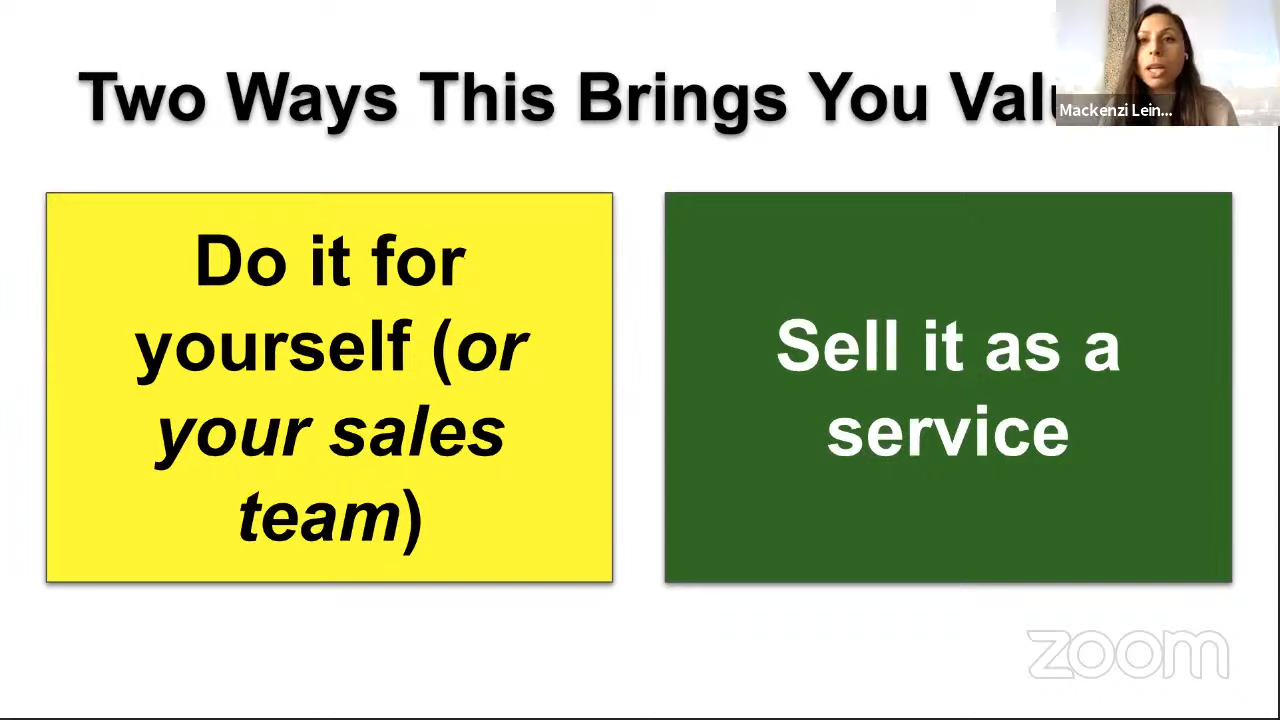 Two Ways This Brings You Val
Mackenzi Lein...
Do it for
yourself (or
your sales
team)
Sell it as a
service
zoom